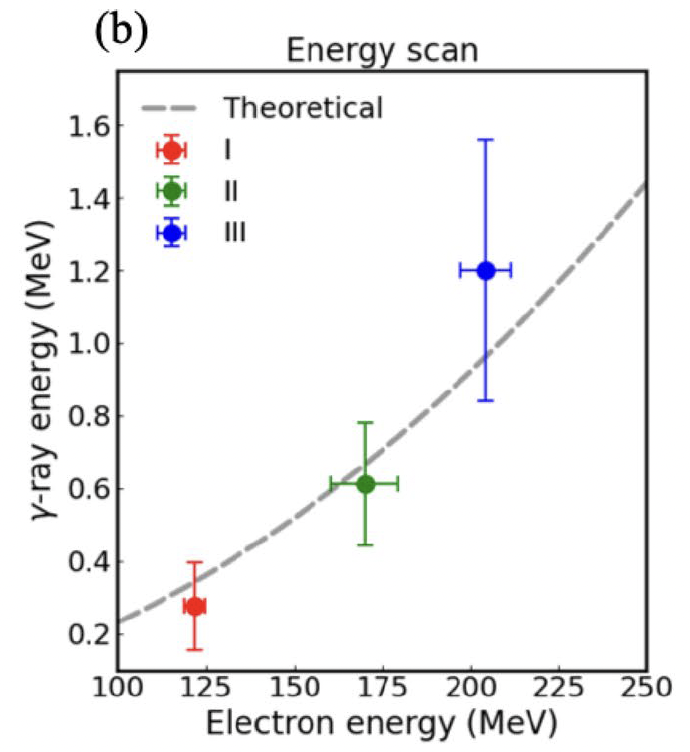 (b)
Energy scan
Theoretical
I
II
III
1.6
1.4
1.2
1.0
0.8
0.6
0.4
0.2
γ-ray energy (MeV)
100 125 150 175 200 225 250
Electron energy (MeV)